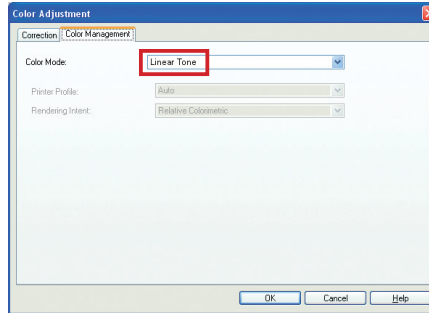 Color Adjustment
Correction Color Management
Color Mode: Linear Tone
Printer Profile: Auto
Rendering Intent: Relative Colorimetric
OK Cancel Help